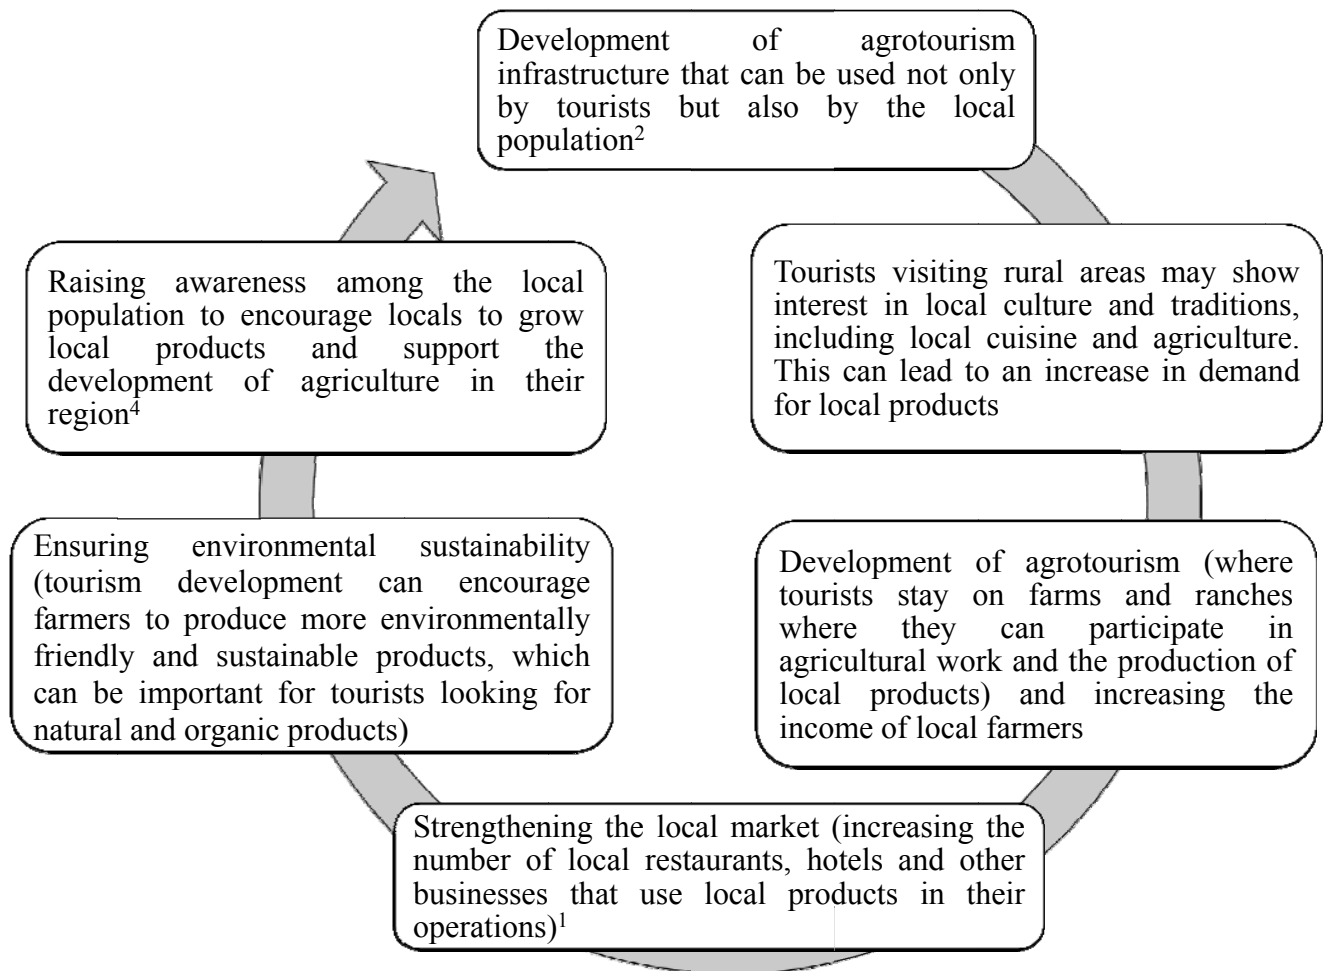 Development of agrotourism
infrastructure that can be used not only
by tourists but also by the local
population²
Tourists visiting rural areas may show
interest in local culture and traditions,
including local cuisine and agriculture.
This can lead to an increase in demand
for local products
Development of agrotourism (where
tourists stay on farms and ranches
where they can participate in
agricultural work and the production of
local products) and increasing the
income of local farmers
Strengthening the local market (increasing the
number of local restaurants, hotels and other
businesses that use local products in their
operations)¹
Ensuring environmental sustainability
(tourism development can encourage
farmers to produce more environmentally
friendly and sustainable products, which
can be important for tourists looking for
natural and organic products)
Raising awareness among the local
population to encourage locals to grow
local products and support the
development of agriculture in their
region⁴